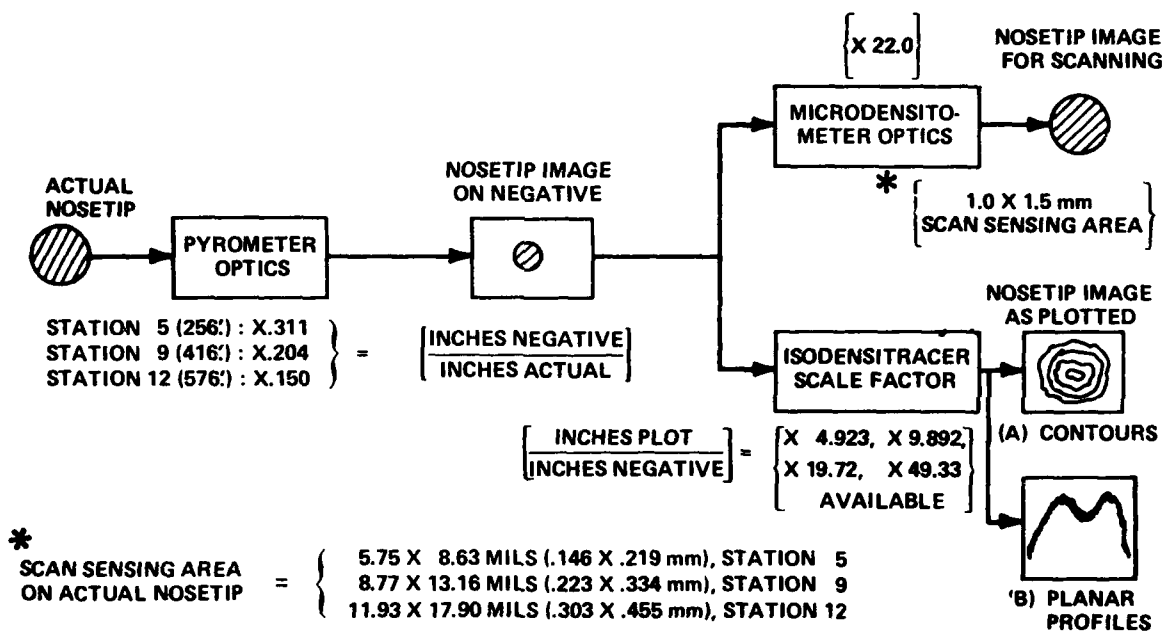 {X 22.0}
NOSETIP IMAGE
FOR SCANNING
MICRODENSITO-
METER OPTICS
NOSETIP IMAGE
ON NEGATIVE
ACTUAL
NOSETIP
PYROMETER
OPTICS
*
[1.0 X 1.5 mm
SCAN SENSING AREA}
STATION 5 (256") : X.311
STATION 9 (416") : X.204
STATION 12 (576") : X.150
} =
[INCHES NEGATIVE
INCHES ACTUAL]
NOSETIP IMAGE
AS PLOTTED
ISODENSITRACER
SCALE FACTOR
(A) CONTOURS
[INCHES PLOT
INCHES NEGATIVE] =
X 4.923, X 9.892,
X 19.72, X 49.33
AVAILABLE
*
SCAN SENSING AREA
ON ACTUAL NOSETIP
= {
5.75 X 8.63 MILS (.146 X .219 mm), STATION 5
8.77 X 13.16 MILS (.223 X .334 mm), STATION 9
11.93 X 17.90 MILS (.303 X .455 mm), STATION 12
'B) PLANAR
PROFILES